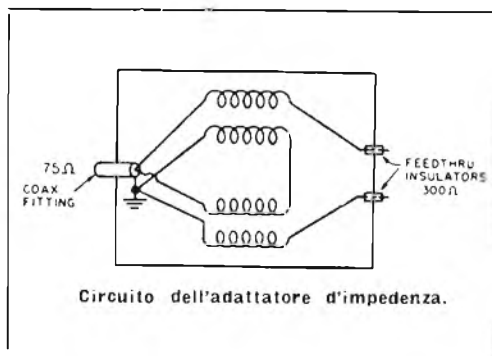 75Ω
COAX
FITTING
FEEDTHRU
INSULATORS
300Ω
Circuito dell'adattatore d'impedenza.